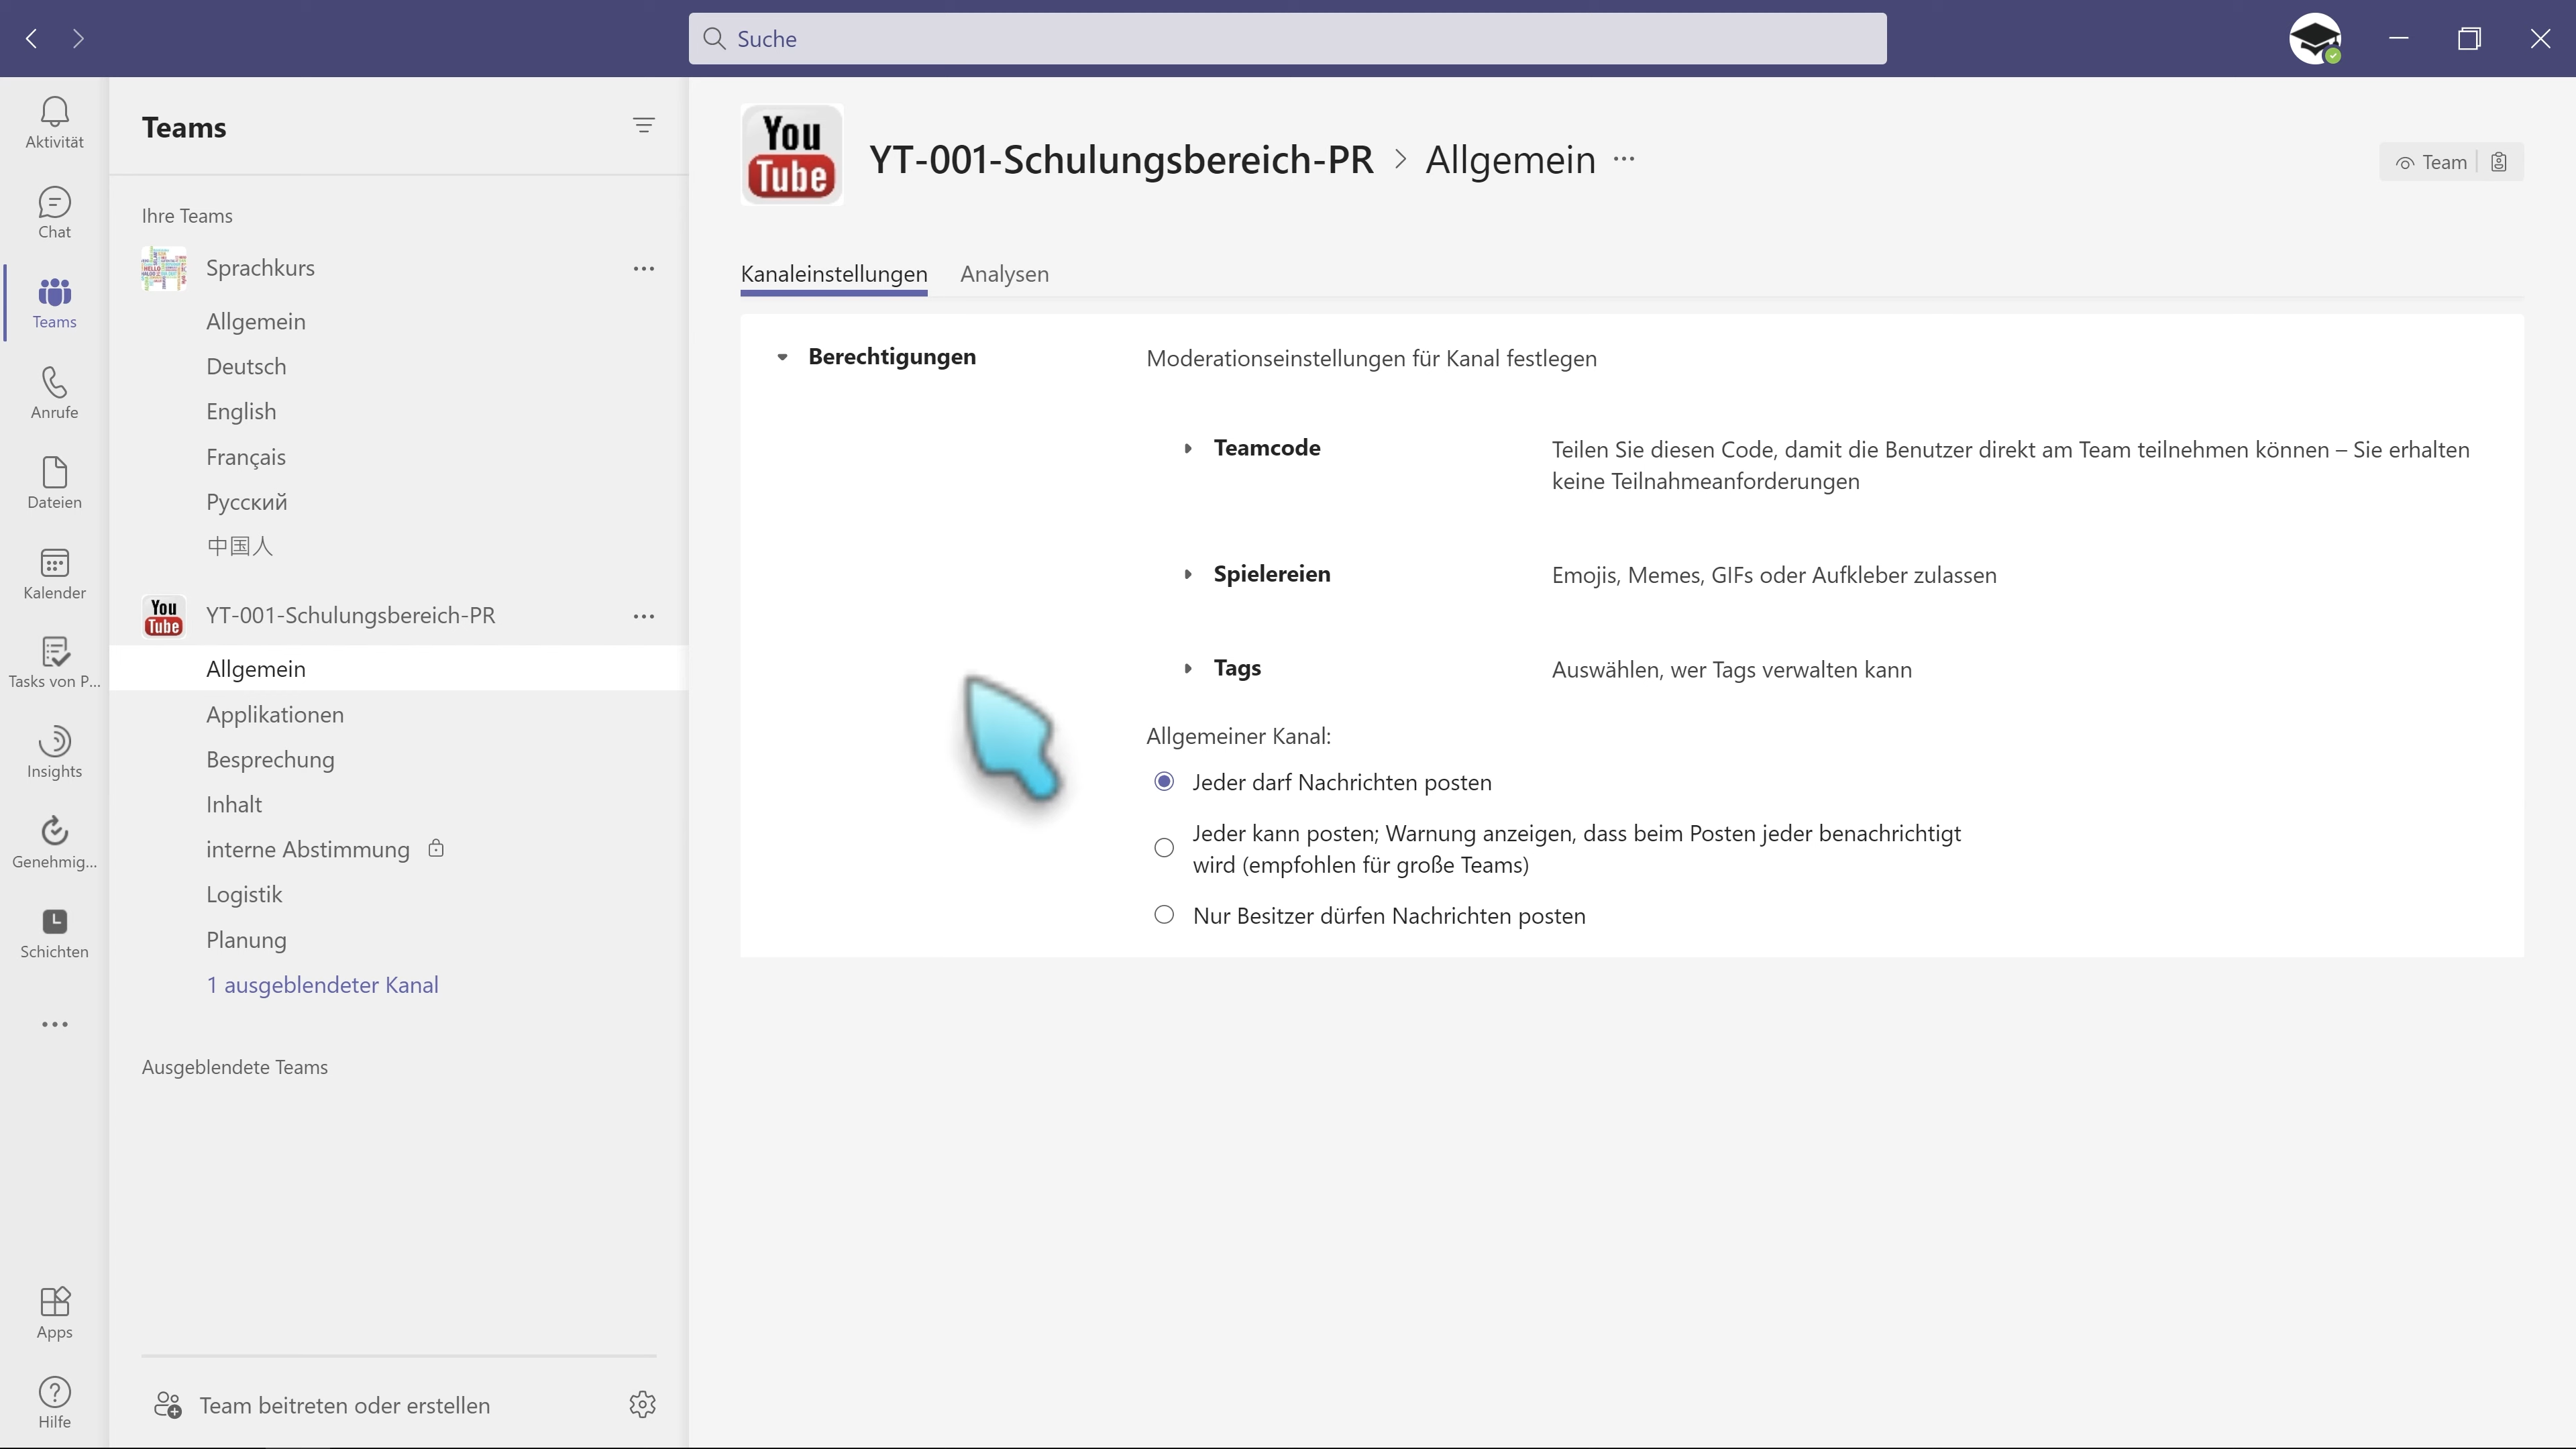 Suche
Aktivität
Chat
Teams
Anrufe
Dateien
Kalender
Tasks von P...
Insights
Genehmig...
Schichten
Apps
Hilfe
Teams
Ihre Teams
Sprachkurs
Allgemein
Deutsch
English
Français
Русский
中国人
You
Tube
YT-001-Schulungsbereich-PR
Allgemein
Applikationen
Besprechung
Inhalt
interne Abstimmung
Logistik
Planung
1 ausgeblendeter Kanal
Ausgeblendete Teams
Team beitreten oder erstellen
You
Tube
YT-001-Schulungsbereich-PR > Allgemein ...
Team
Kanaleinstellungen Analysen
Berechtigungen Moderationseinstellungen für Kanal festlegen
Teamcode Teilen Sie diesen Code, damit die Benutzer direkt am Team teilnehmen können – Sie erhalten
keine Teilnahmeanforderungen
Spielereien Emojis, Memes, GIFs oder Aufkleber zulassen
Tags Auswählen, wer Tags verwalten kann
Allgemeiner Kanal:
Jeder darf Nachrichten posten
Jeder kann posten; Warnung anzeigen, dass beim Posten jeder benachrichtigt
wird (empfohlen für große Teams)
Nur Besitzer dürfen Nachrichten posten